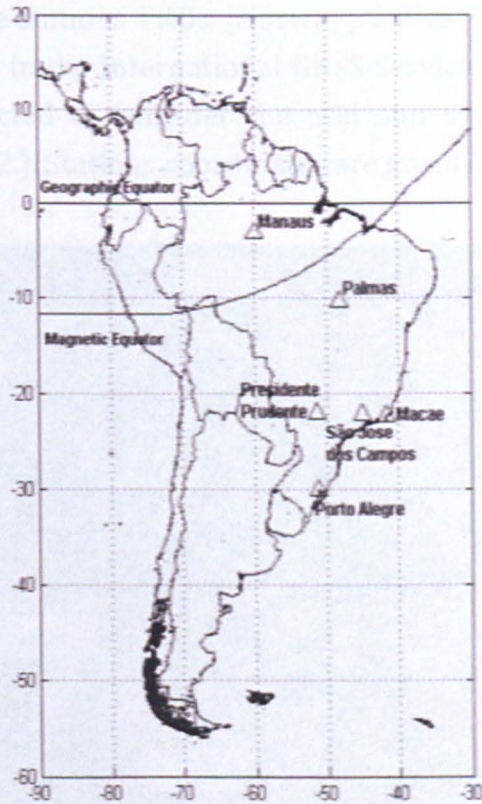 20
10
Geographic Equator
0
Manaus
-10
Palmas
Magnetic Equator
-20
Presidente
Prudente
Macae
São Jose
dos Campos
-30
Porto Alegre
-40
-50
-60
-90 -80 -70 -60 -50 -40 -30